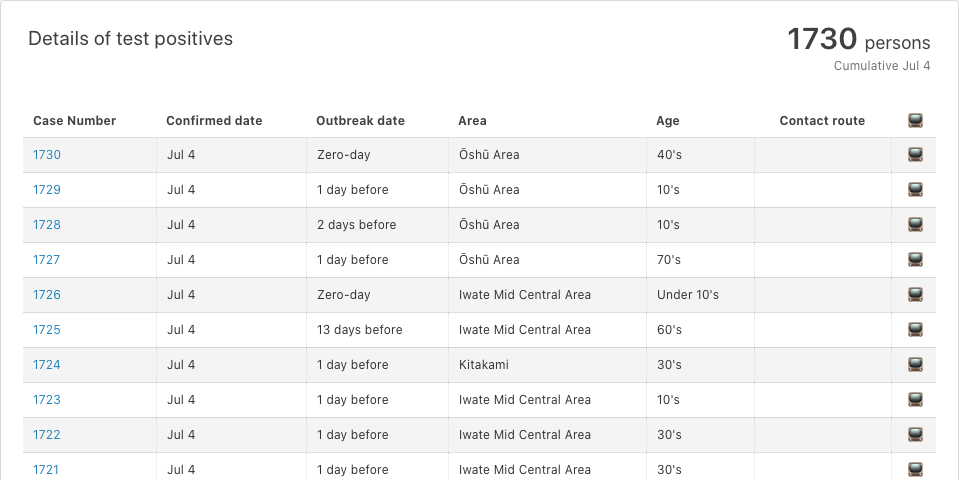 Details of test positives
1730 persons
Cumulative Jul 4
Case Number Confirmed date Outbreak date Area Age Contact route
1730 Jul 4 Zero-day Ōshū Area 40's
1729 Jul 4 1 day before Ōshū Area 10's
1728 Jul 4 2 days before Ōshū Area 10's
1727 Jul 4 1 day before Ōshū Area 70's
1726 Jul 4 Zero-day Iwate Mid Central Area Under 10's
1725 Jul 4 13 days before Iwate Mid Central Area 60's
1724 Jul 4 1 day before Kitakami 30's
1723 Jul 4 1 day before Iwate Mid Central Area 10's
1722 Jul 4 1 day before Iwate Mid Central Area 30's
1721 Jul 4 1 day before Iwate Mid Central Area 30's